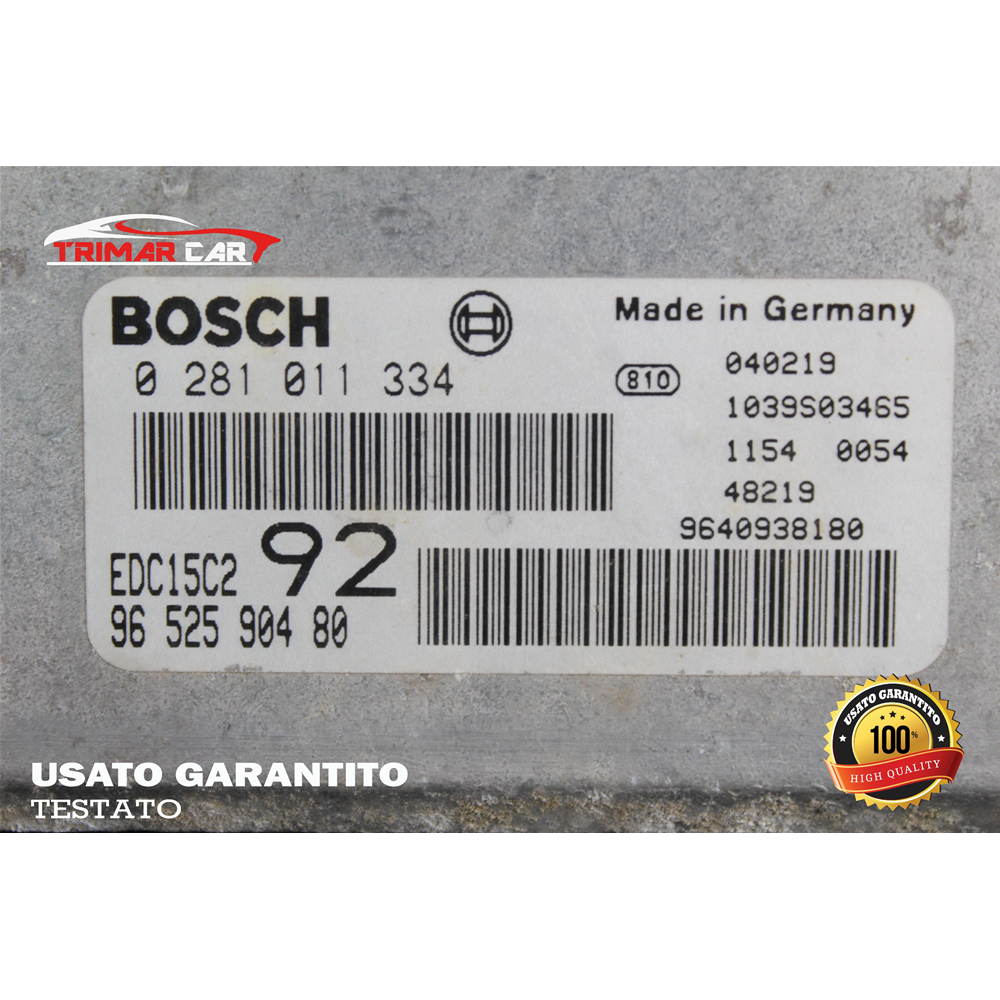 TRIMAR CAR
BOSCH
Made in Germany
0 281 011 334
810
040219
1039S03465
1154 0054
48219
9640938180
EDC15C2
92
96 525 904 80
USATO GARANTITO
100%
HIGH QUALITY
USATO GARANTITO
TESTATO